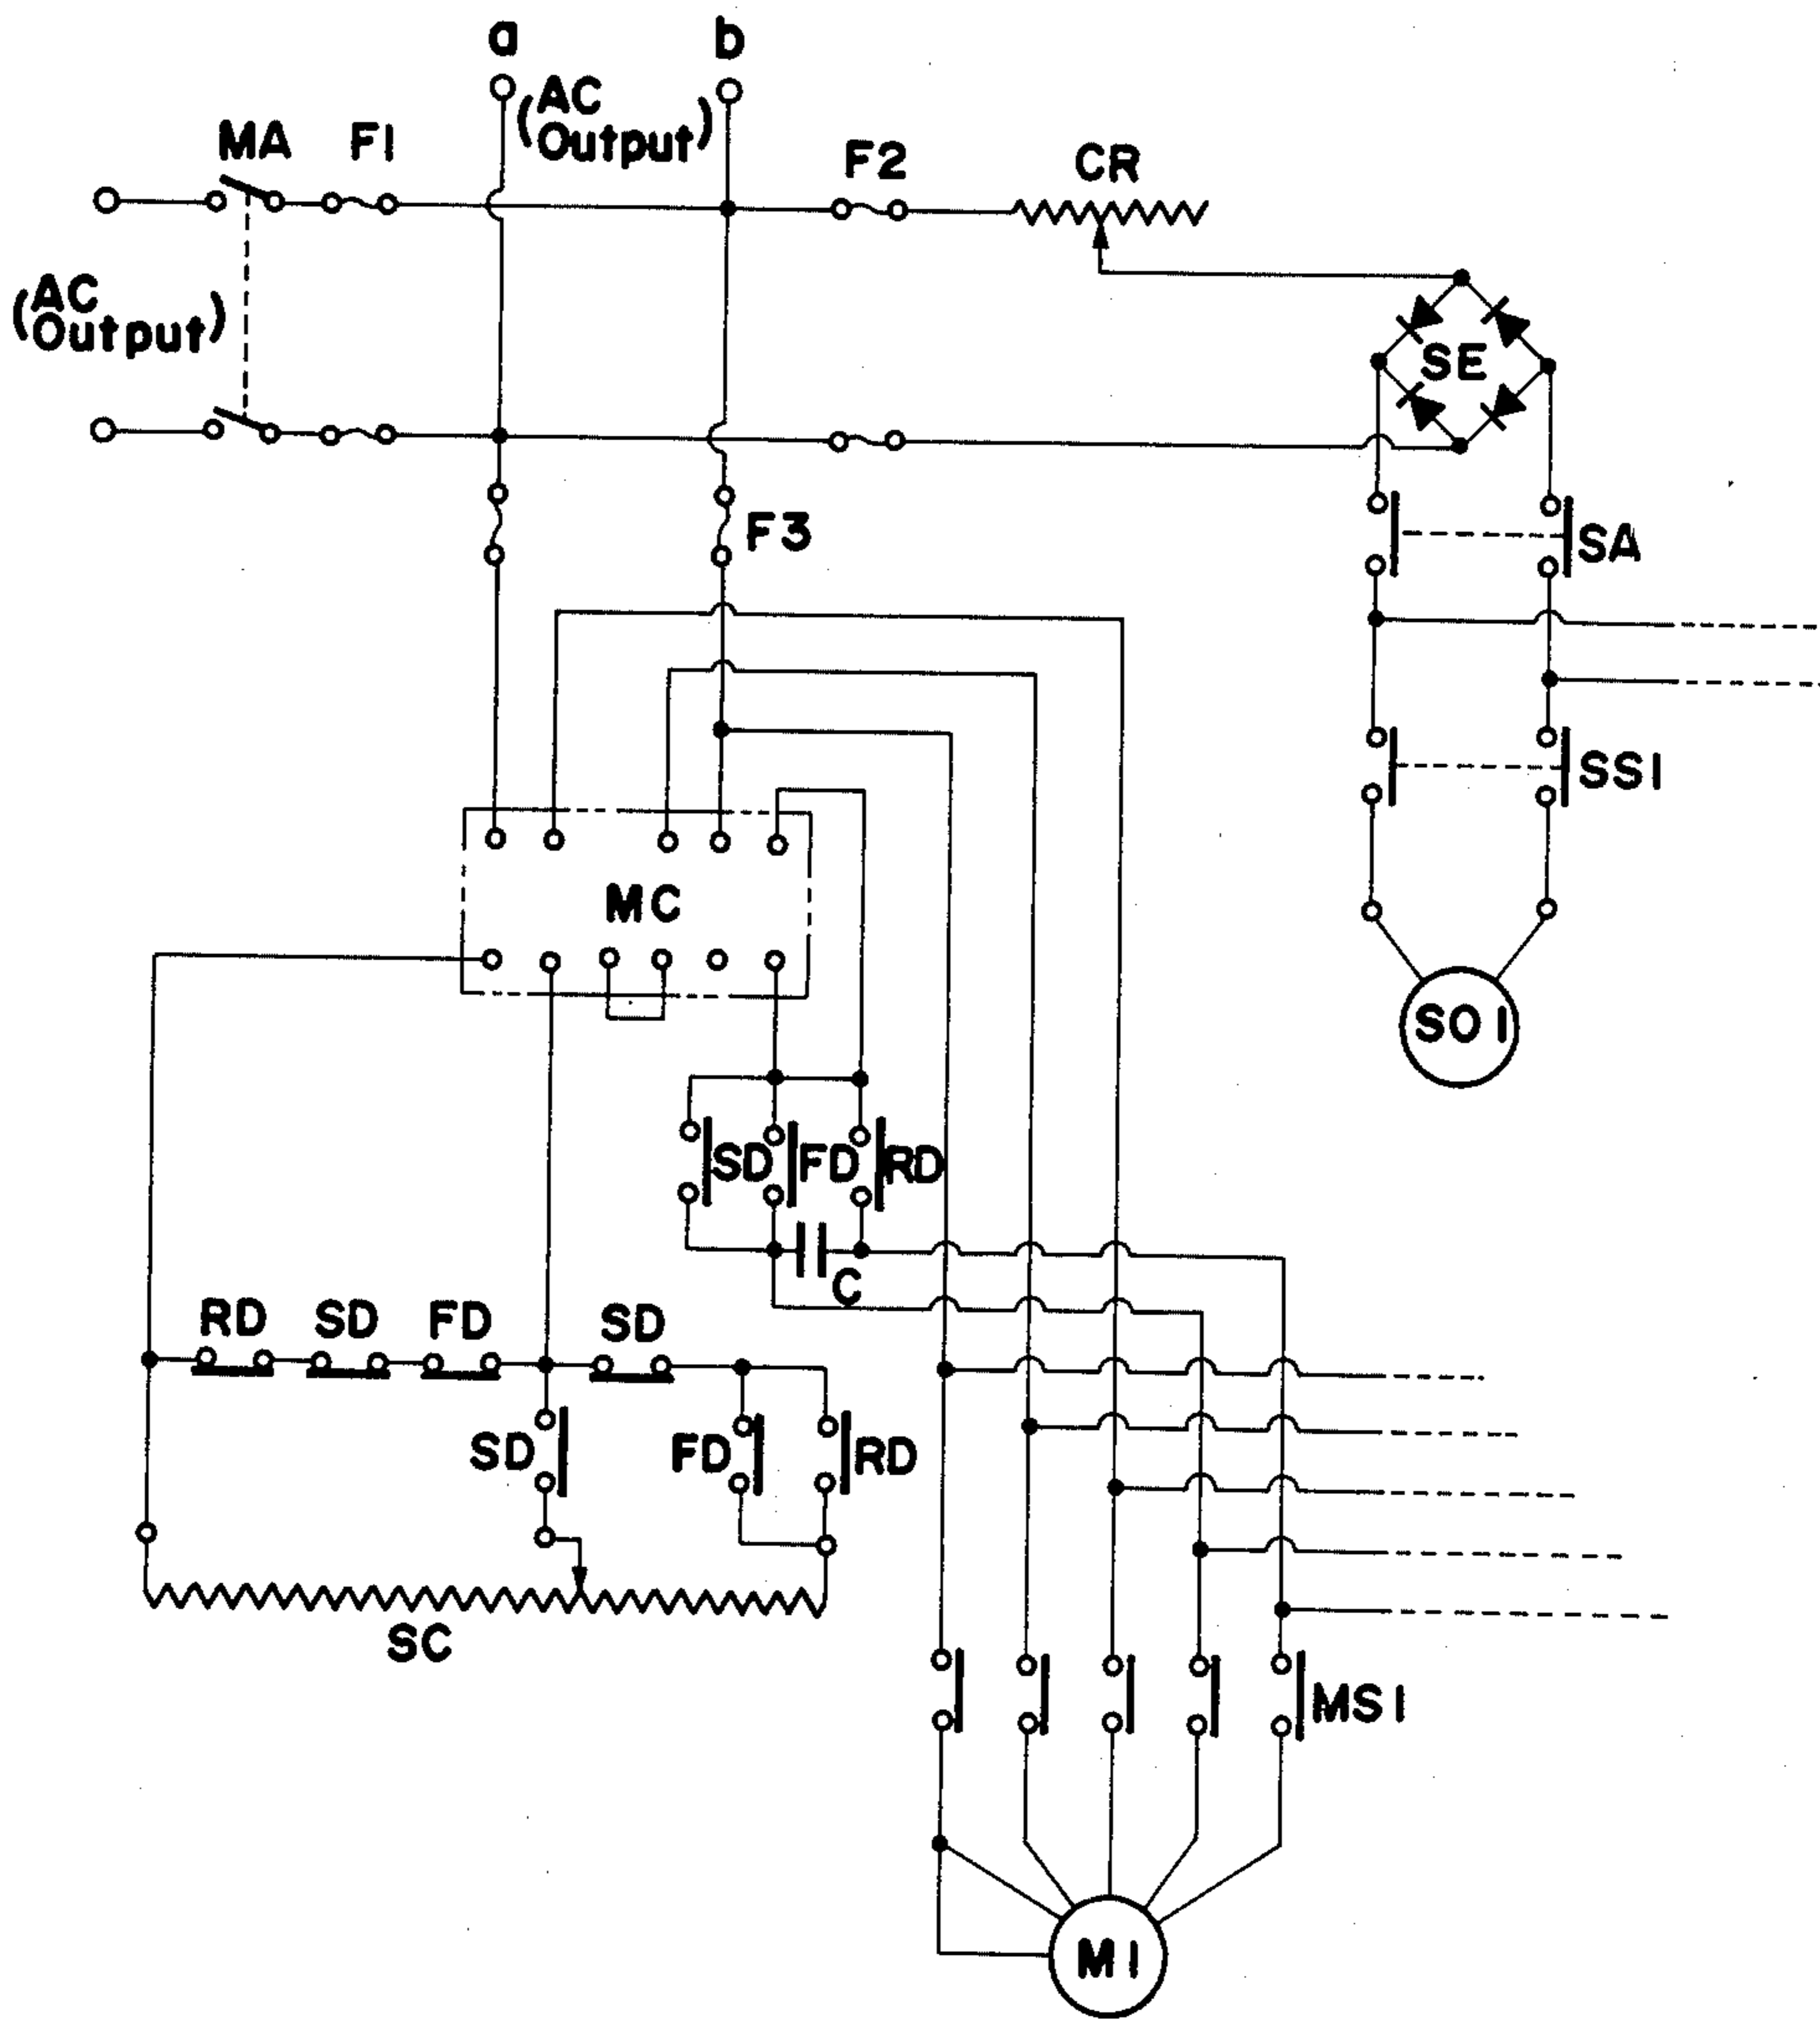 a
b
(AC
Output)
MA
F1
F2
CR
(AC
Output)
SE
F3
SA
SS1
MC
SO1
SD
FD
RD
C
RD
SD
FD
SD
SD
FD
RD
SC
MS1
M1